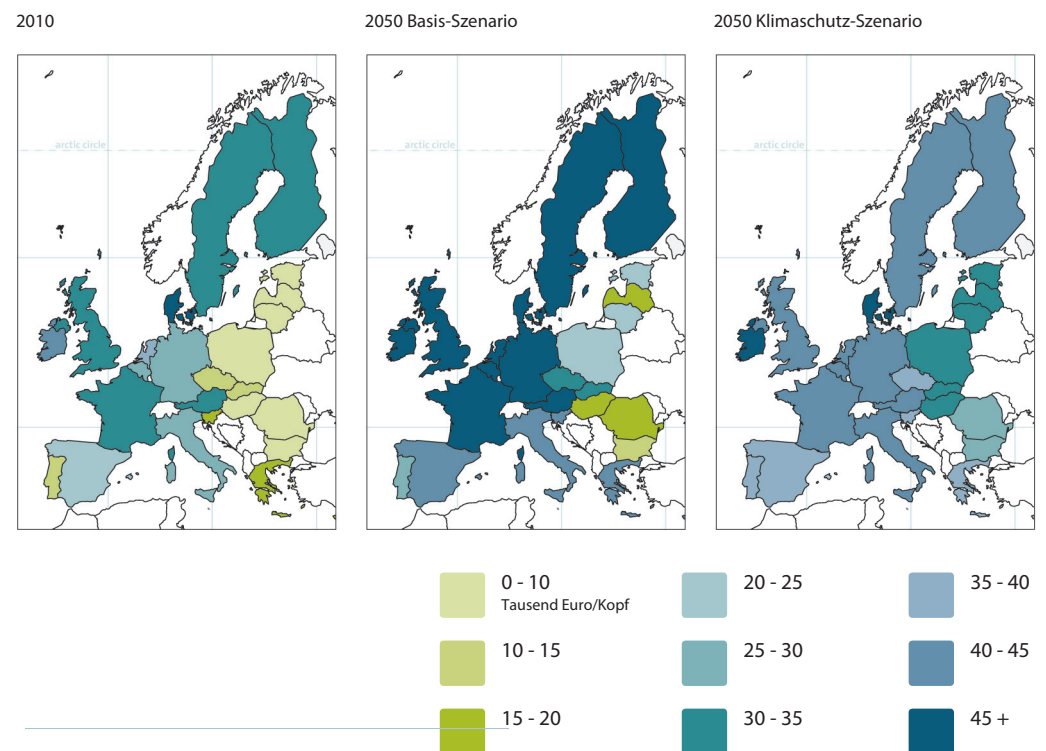 2010
2050 Basis-Szenario
2050 Klimaschutz-Szenario
arctic circle
arctic circle
arctic circle
0 - 10
Tausend Euro/Kopf
20 - 25
35 - 40
10 - 15
25 - 30
40 - 45
15 - 20
30 - 35
45 +